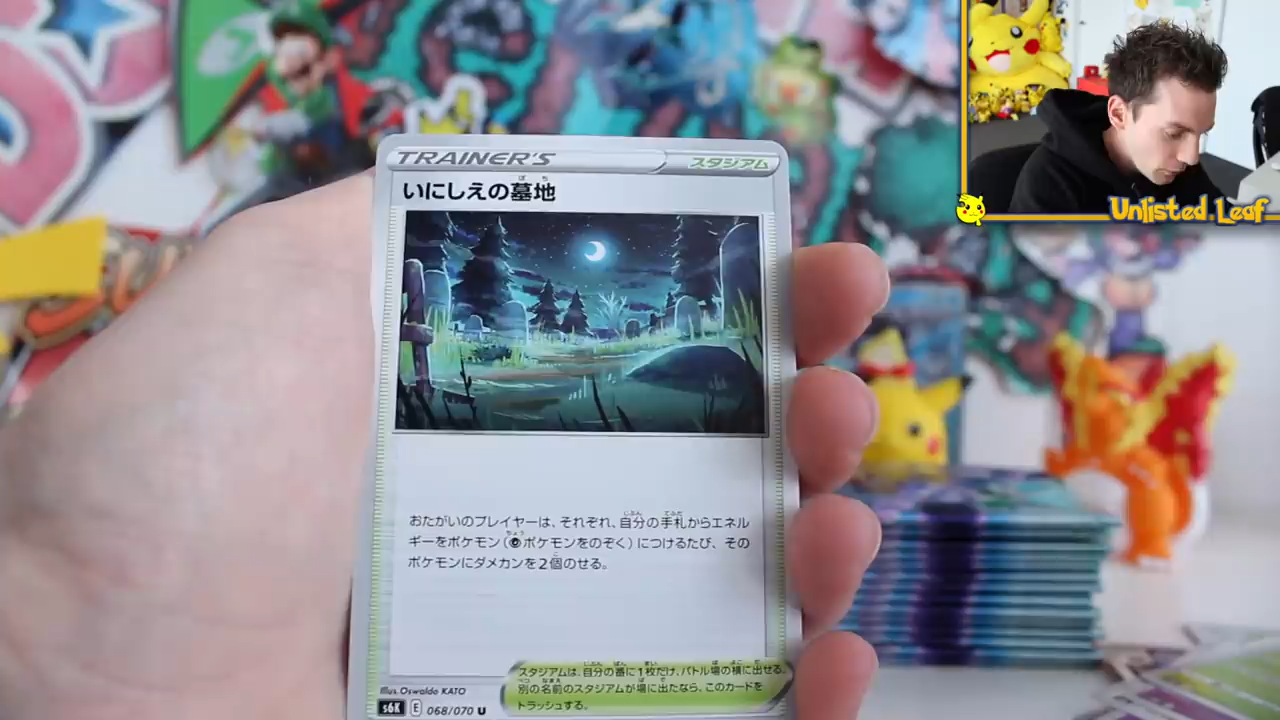 TRAINER'S
スタジアム
いにしえの墓地
おたがいのプレイヤーは、それぞれ、自分の手札からエネル
ギーをポケモン（ポケモンをのぞく）につけるたび、その
ポケモンにダメカンを2個のせる。
スタジアムは、自分の番に1枚だけ、バトル場の横に出せる。
別の名前のスタジアムが場に出たなら、このカードを
トラッシュする。
Illus. Oswaldo KATO
s6K E 068/070 U
Unlisted Leaf